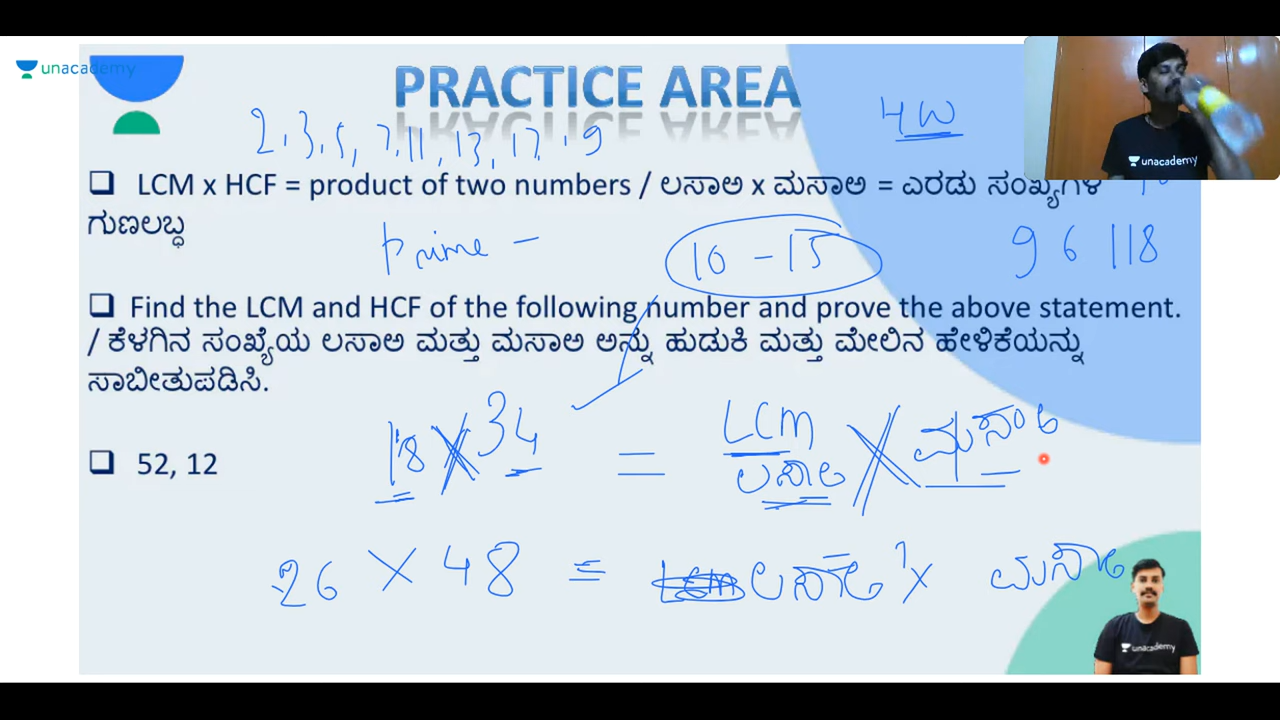 unacademy
PRACTICE AREA
4W
2, 3, 5, 7, 11, 13, 17, 19
unacademy
❑ LCM x HCF = product of two numbers / ಲಸಾಅ x ಮಸಾಅ = ಎರಡು ಸಂಖ್ಯೆಗಳ
ಗುಣಲಬ್ಧ
prime –
10 – 15
96 118
❑ Find the LCM and HCF of the following number and prove the above statement.
/ ಕೆಳಗಿನ ಸಂಖ್ಯೆಯ ಲಸಾಅ ಮತ್ತು ಮಸಾಅ ಅನ್ನು ಹುಡುಕಿ ಮತ್ತು ಮೇಲಿನ ಹೇಳಿಕೆಯನ್ನು
ಸಾಬೀತುಪಡಿಸಿ.
❑ 52, 12
18 X 34 = LCM X ಮಸಾಅ
ಲಸಾಅ
26 X 48 = ಲಸಾಅ X ಮಸಾಅ
unacademy